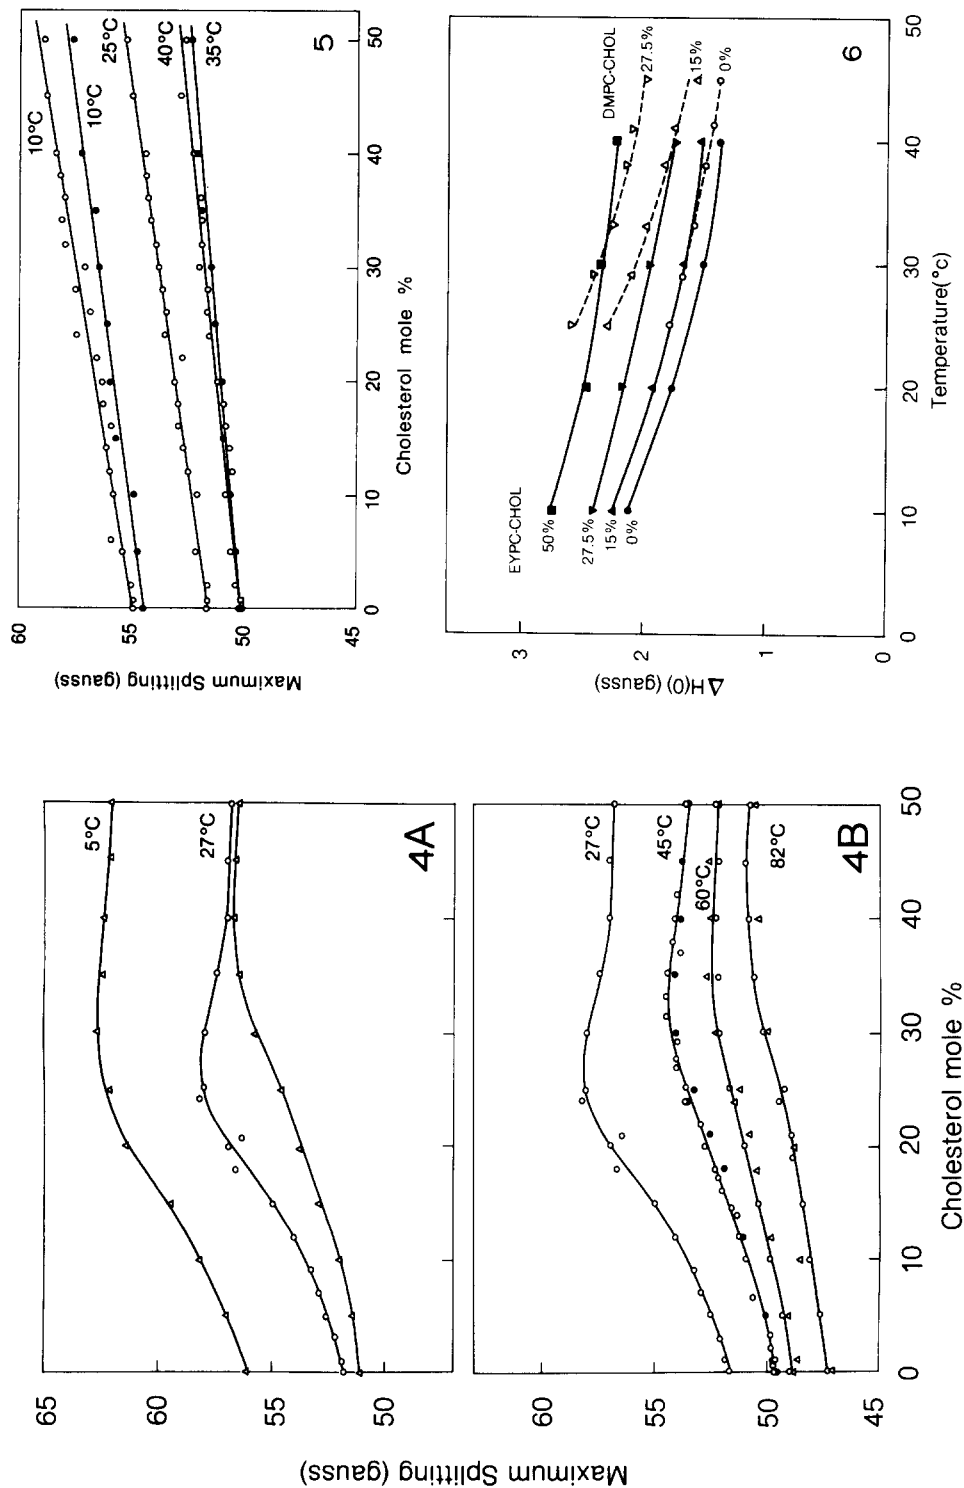 65
60
55
50
5°C
27°C
4A
60
55
50
45
0
10
20
30
40
50
27°C
45°C
60°C
82°C
4B
Maximum Splitting (gauss)
Cholesterol mole %
60
55
50
45
0
10
20
30
40
50
10°C
10°C
25°C
40°C
35°C
5
Maximum Splitting (gauss)
Cholesterol mole %
3
2
1
0
0
10
20
30
40
50
EYPC-CHOL
50%
27.5%
15%
0%
DMPC-CHOL
27.5%
15%
0%
6
ΔH(0) (gauss)
Temperature(°c)